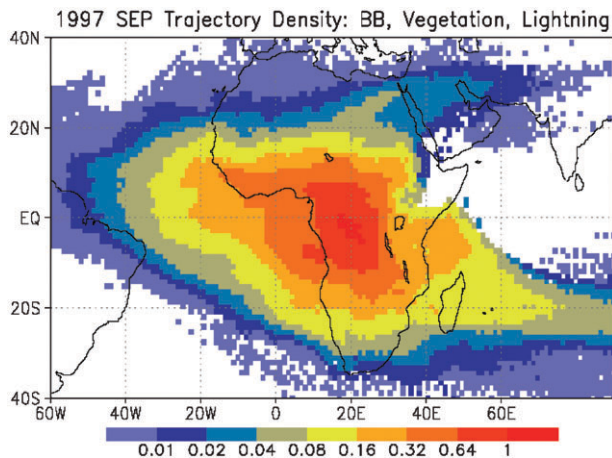 1997 SEP Trajectory Density: BB, Vegetation, Lightning
40N
20N
EQ
20S
40S
60W 40W 20W 0 20E 40E 60E
0.01 0.02 0.04 0.08 0.16 0.32 0.64 1